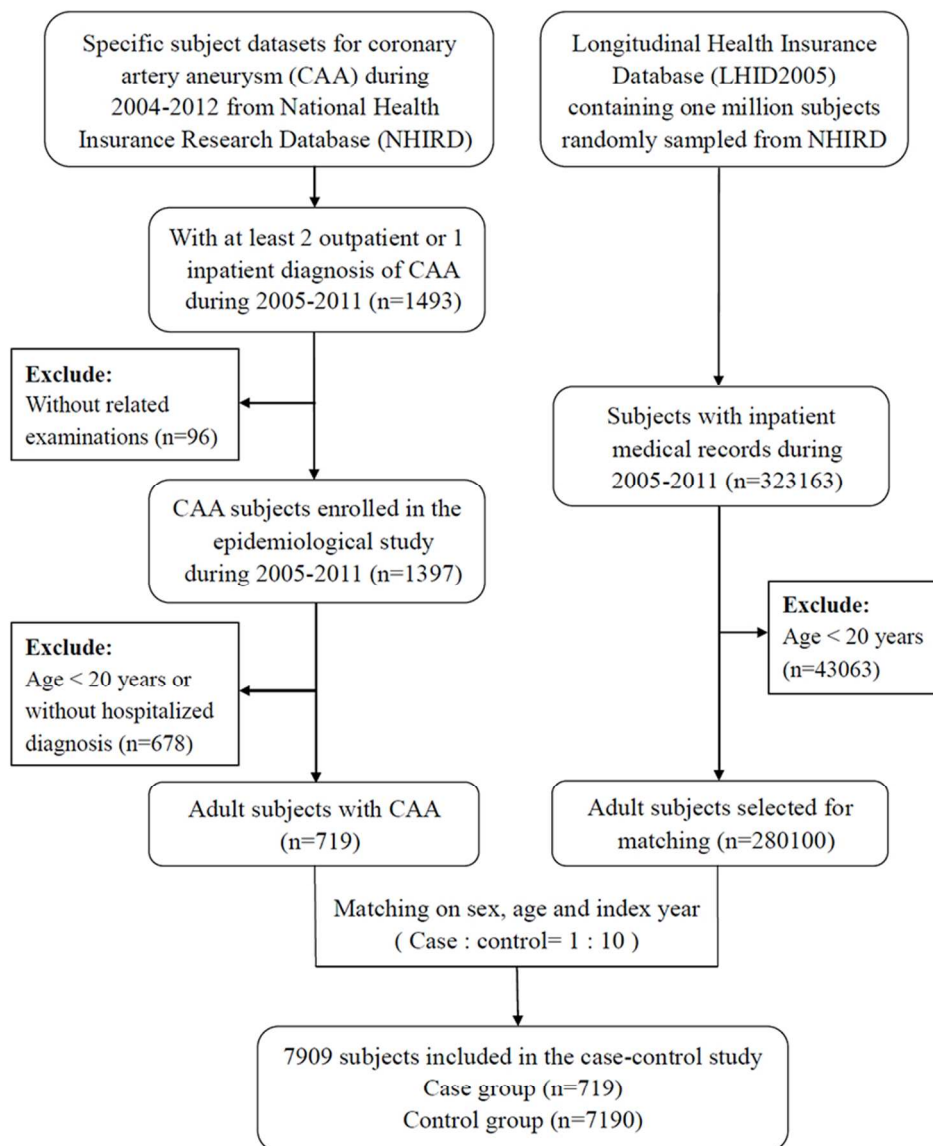 Specific subject datasets for coronary
artery aneurysm (CAA) during
2004-2012 from National Health
Insurance Research Database (NHIRD)
Longitudinal Health Insurance
Database (LHID2005)
containing one million subjects
randomly sampled from NHIRD
With at least 2 outpatient or 1
inpatient diagnosis of CAA
during 2005-2011 (n=1493)
Exclude:
Without related
examinations (n=96)
Subjects with inpatient
medical records during
2005-2011 (n=323163)
CAA subjects enrolled in the
epidemiological study
during 2005-2011 (n=1397)
Exclude:
Age < 20 years
(n=43063)
Exclude:
Age < 20 years or
without hospitalized
diagnosis (n=678)
Adult subjects with CAA
(n=719)
Adult subjects selected for
matching (n=280100)
Matching on sex, age and index year
( Case : control= 1 : 10 )
7909 subjects included in the case-control study
Case group (n=719)
Control group (n=7190)